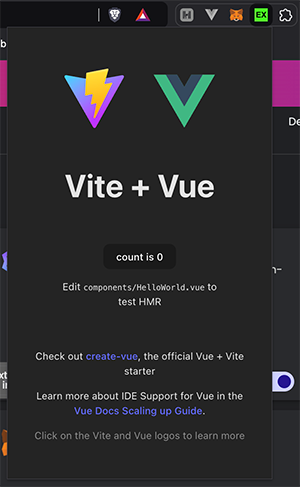 EX
Vite + Vue
count is 0
Edit components/HelloWorld.vue to
test HMR
Check out create-vue, the official Vue + Vite
starter
Learn more about IDE Support for Vue in the
Vue Docs Scaling up Guide.
Click on the Vite and Vue logos to learn more